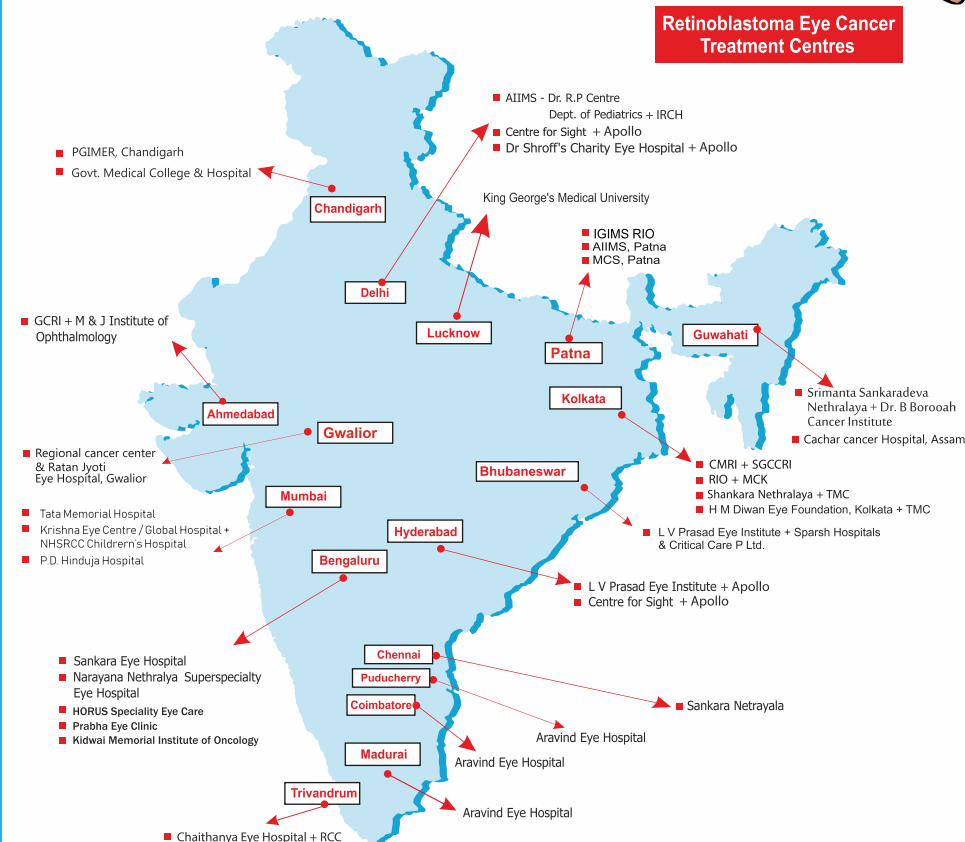 Retinoblastoma Eye Cancer
Treatment Centres
AIIMS - Dr. R.P Centre
Dept. of Pediatrics + IRCH
Centre for Sight + Apollo
Dr Shroff's Charity Eye Hospital + Apollo
PGIMER, Chandigarh
Govt. Medical College & Hospital
Chandigarh
King George's Medical University
IGIMS RIO
AIIMS, Patna
MCS, Patna
Delhi
GCRI + M & J Institute of
Ophthalmology
Lucknow
Guwahati
Patna
Srimanta Sankaradeva
Nethralaya + Dr. B Borooah
Cancer Institute
Cachar cancer Hospital, Assam
Kolkata
Ahmedabad
Gwalior
Regional cancer center
& Ratan Jyoti
Eye Hospital, Gwalior
Bhubaneswar
CMRI + SGCCRI
RIO + MCK
Shankara Nethralaya + TMC
H M Diwan Eye Foundation, Kolkata + TMC
Mumbai
Tata Memorial Hospital
Krishna Eye Centre / Global Hospital +
NHSRCC Childrern's Hospital
P.D. Hinduja Hospital
Hyderabad
L V Prasad Eye Institute + Sparsh Hospitals
& Critical Care P Ltd.
Bengaluru
L V Prasad Eye Institute + Apollo
Centre for Sight + Apollo
Sankara Eye Hospital
Narayana Nethralya Superspecialty
Eye Hospital
HORUS Speciality Eye Care
Prabha Eye Clinic
Kidwai Memorial Institute of Oncology
Chennai
Puducherry
Coimbatore
Sankara Netrayala
Aravind Eye Hospital
Aravind Eye Hospital
Madurai
Trivandrum
Aravind Eye Hospital
Chaithanya Eye Hospital + RCC